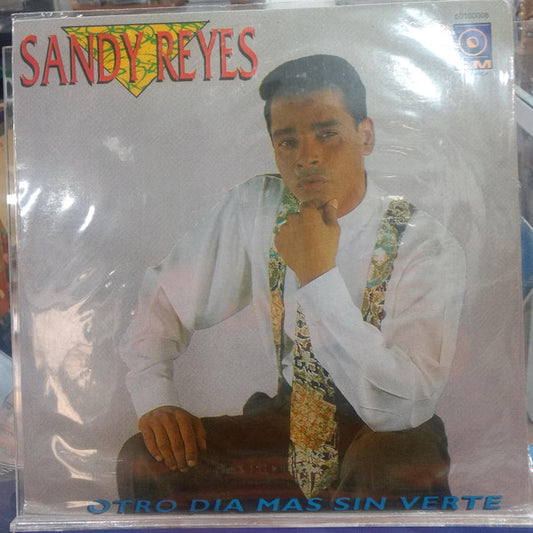 SANDY REYES
OTRO DIA MAS SIN VERTE